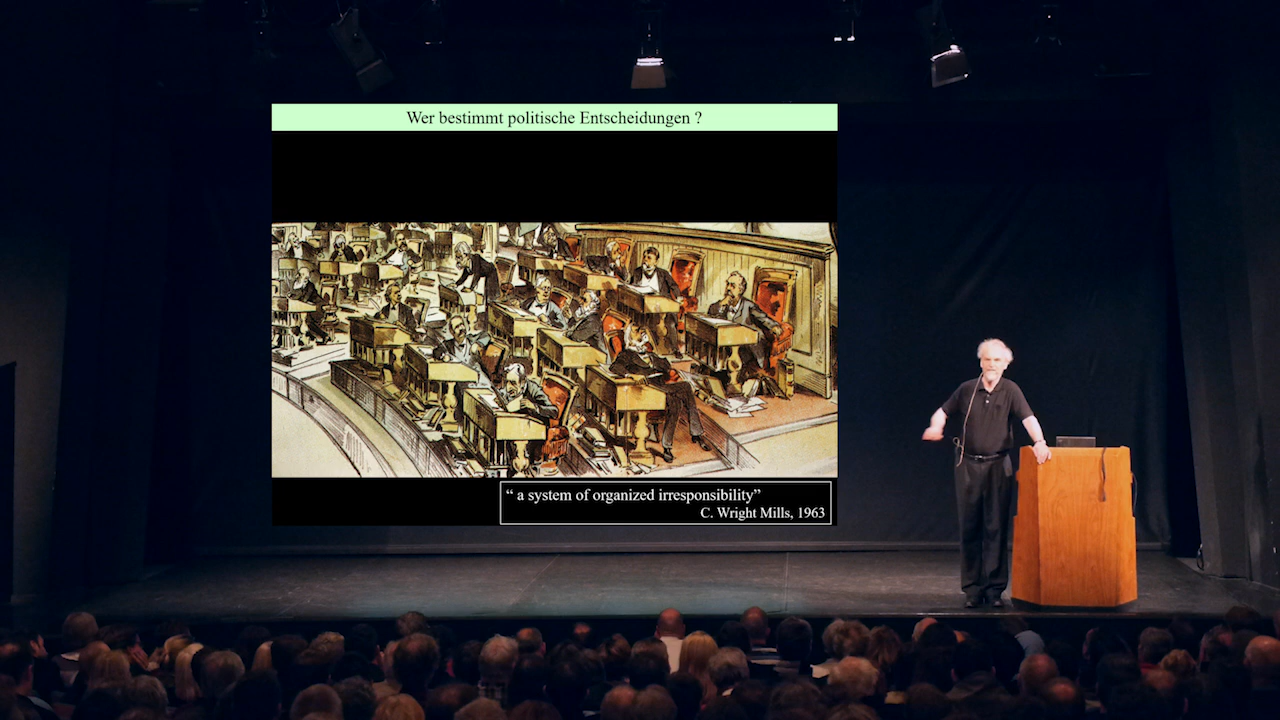 Wer bestimmt politische Entscheidungen ?
“ a system of organized irresponsibility”
C. Wright Mills, 1963